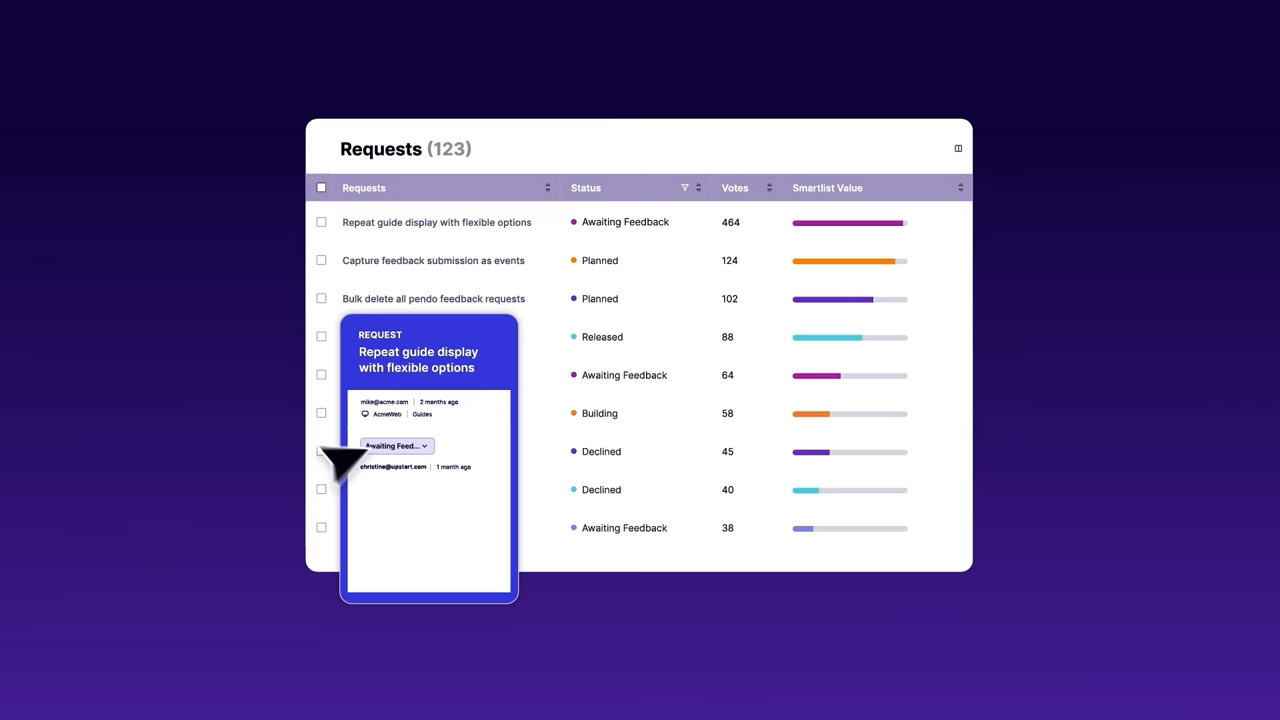 Requests (123)
Requests Status Votes Smartlist Value
Repeat guide display with flexible options Awaiting Feedback 464
Capture feedback submission as events Planned 124
Bulk delete all pendo feedback requests Planned 102
Released 88
Awaiting Feedback 64
Building 58
Declined 45
Declined 40
Awaiting Feedback 38
REQUEST
Repeat guide display
with flexible options
mike@acme.com | 2 months ago
AcmeWeb | Guides
Awaiting Feed...
christine@upstart.com | 1 month ago